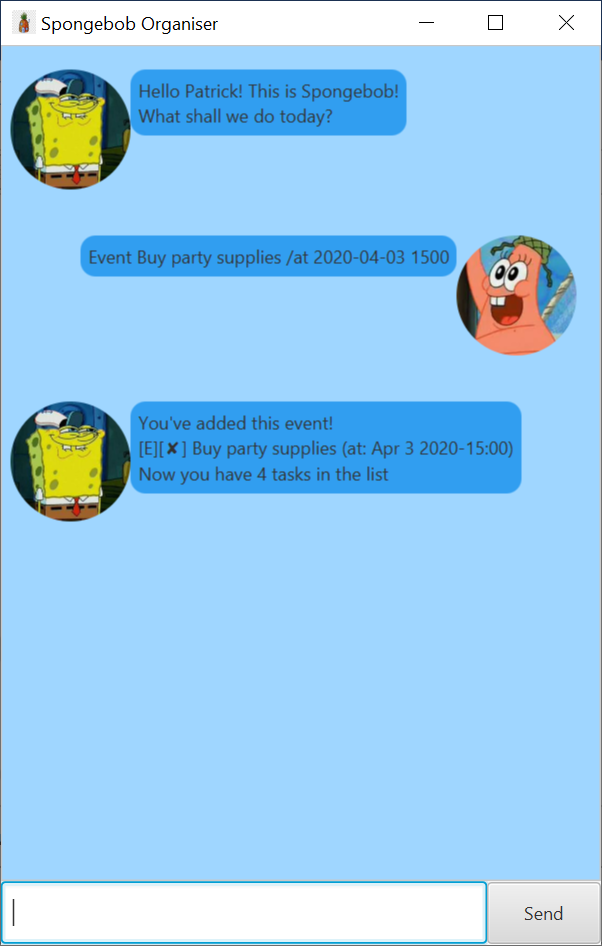 Spongebob Organiser
Hello Patrick! This is Spongebob!
What shall we do today?
Event Buy party supplies /at 2020-04-03 1500
You've added this event!
[E][✘] Buy party supplies (at: Apr 3 2020-15:00)
Now you have 4 tasks in the list
Send